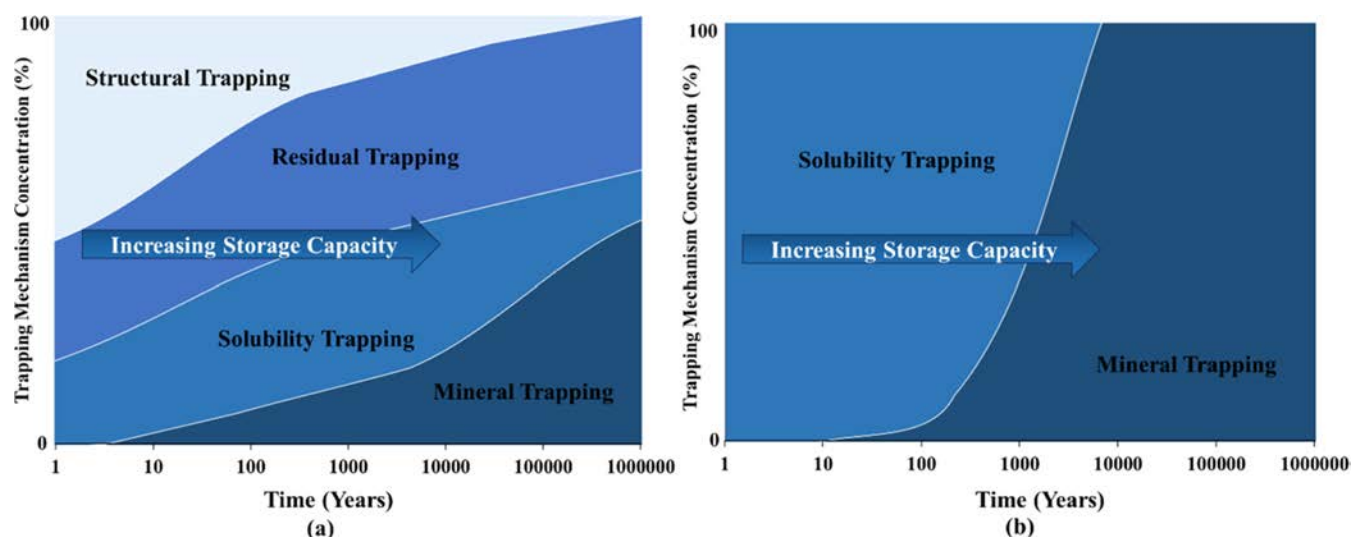 100
Trapping Mechanism Concentration (%)
Structural Trapping
Residual Trapping
Increasing Storage Capacity
Solubility Trapping
Mineral Trapping
0
1 10 100 1000 10000 100000 1000000
Time (Years)
(a)
100
Trapping Mechanism Concentration (%)
Solubility Trapping
Increasing Storage Capacity
Mineral Trapping
0
1 10 100 1000 10000 100000 1000000
Time (Years)
(b)